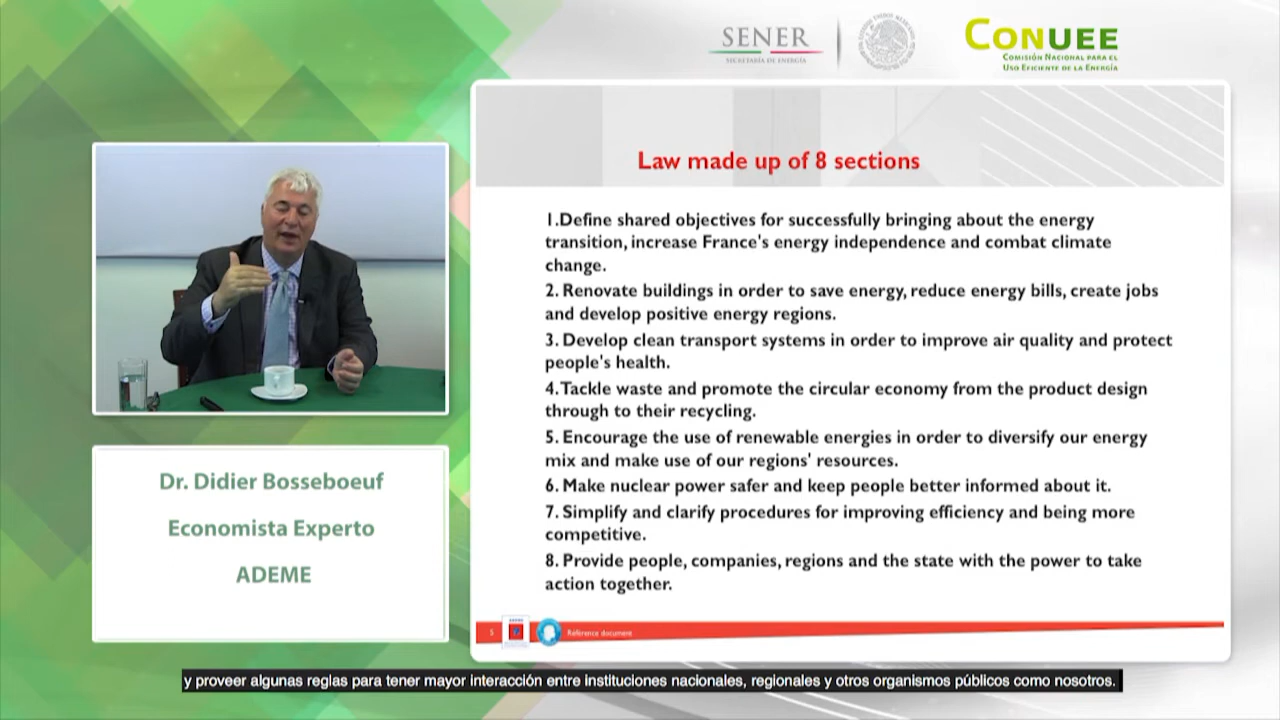 SENER
SECRETARÍA DE ENERGÍA
CONUEE
COMISIÓN NACIONAL PARA EL
USO EFICIENTE DE LA ENERGÍA
Law made up of 8 sections
1.Define shared objectives for successfully bringing about the energy
transition, increase France's energy independence and combat climate
change.
2. Renovate buildings in order to save energy, reduce energy bills, create jobs
and develop positive energy regions.
3. Develop clean transport systems in order to improve air quality and protect
people's health.
4.Tackle waste and promote the circular economy from the product design
through to their recycling.
5. Encourage the use of renewable energies in order to diversify our energy
mix and make use of our regions' resources.
6. Make nuclear power safer and keep people better informed about it.
7. Simplify and clarify procedures for improving efficiency and being more
competitive.
8. Provide people, companies, regions and the state with the power to take
action together.
5
Réference document
Dr. Didier Bosseboeuf
Economista Experto
ADEME
y proveer algunas reglas para tener mayor interacción entre instituciones nacionales, regionales y otros organismos públicos como nosotros.